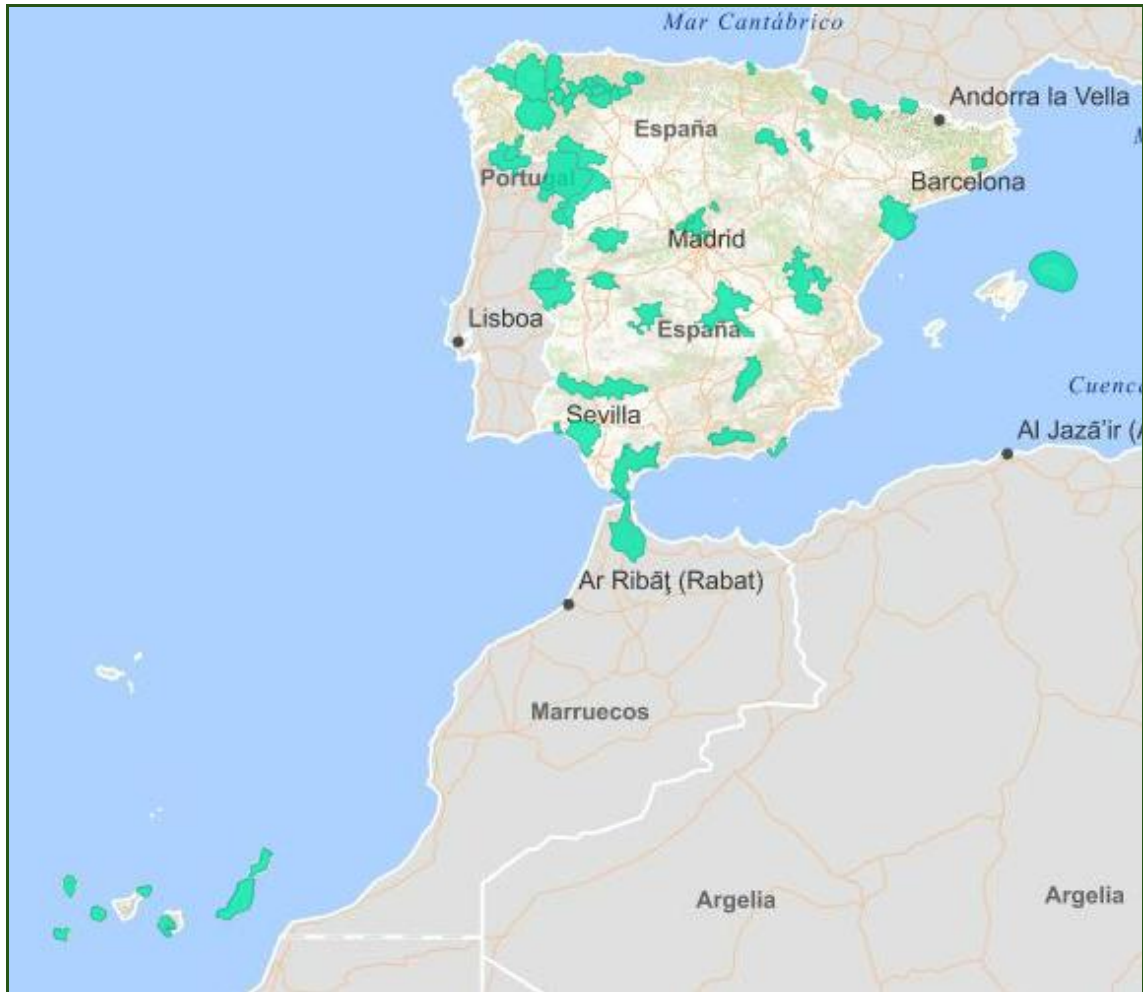 Mar Cantábrico
Andorra la Vella
España
Portugal
Barcelona
Madrid
Lisboa
España
Cuenca
Sevilla
Al Jazā'ir (A
Ar Ribāţ (Rabat)
Marruecos
Argelia
Argelia